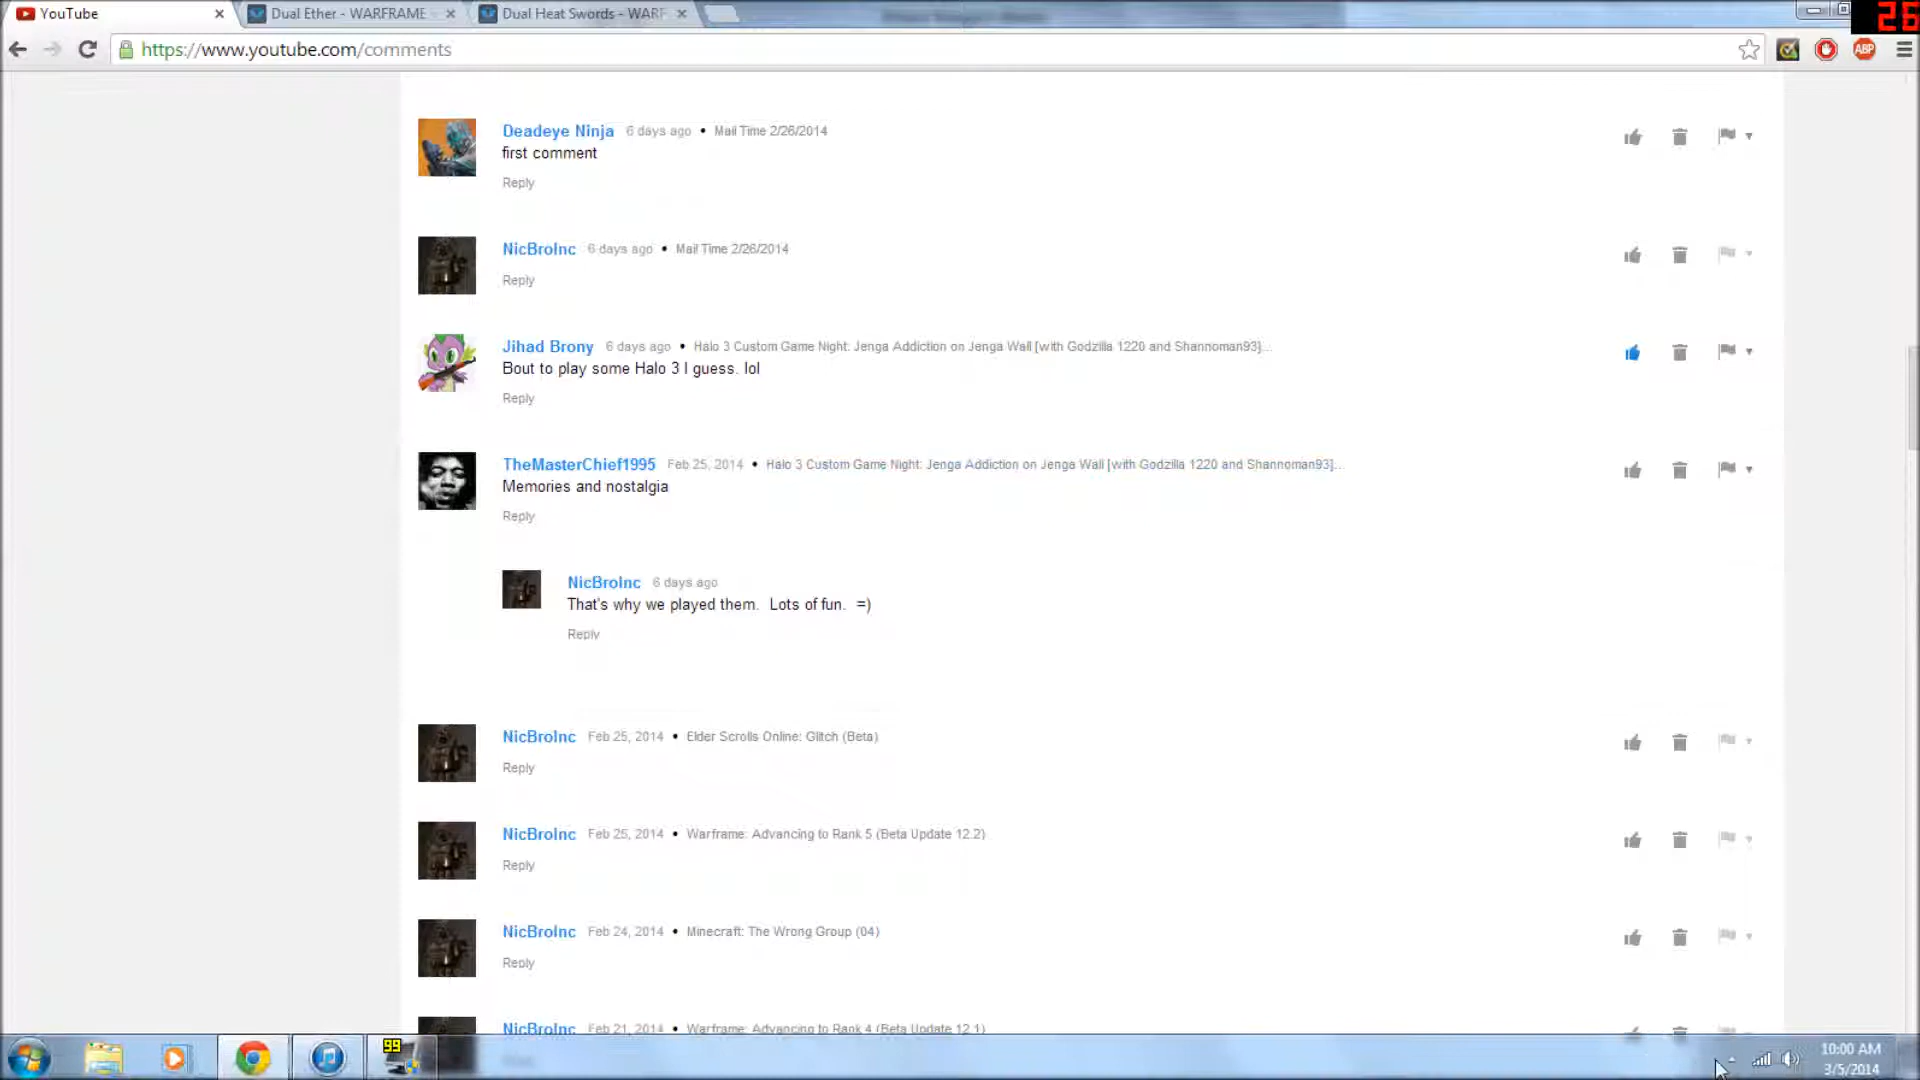 YouTube
Dual Ether - WARFRAME
Dual Heat Swords - WARF
26
https://www.youtube.com/comments
ABP
Deadeye Ninja 6 days ago • Mail Time 2/26/2014
first comment
Reply
NicBroInc 6 days ago • Mail Time 2/26/2014
Reply
Jihad Brony 6 days ago • Halo 3 Custom Game Night: Jenga Addiction on Jenga Wall [with Godzilla 1220 and Shannoman93]...
Bout to play some Halo 3 I guess. lol
Reply
TheMasterChief1995 Feb 25, 2014 • Halo 3 Custom Game Night: Jenga Addiction on Jenga Wall [with Godzilla 1220 and Shannoman93]...
Memories and nostalgia
Reply
NicBroInc 6 days ago
That's why we played them. Lots of fun. =)
Reply
NicBroInc Feb 25, 2014 • Elder Scrolls Online: Glitch (Beta)
Reply
NicBroInc Feb 25, 2014 • Warframe: Advancing to Rank 5 (Beta Update 12.2)
Reply
NicBroInc Feb 24, 2014 • Minecraft: The Wrong Group (04)
Reply
NicBroInc Feb 21, 2014 • Warframe: Advancing to Rank 4 (Beta Update 12.1)
99
10:00 AM
3/5/2014